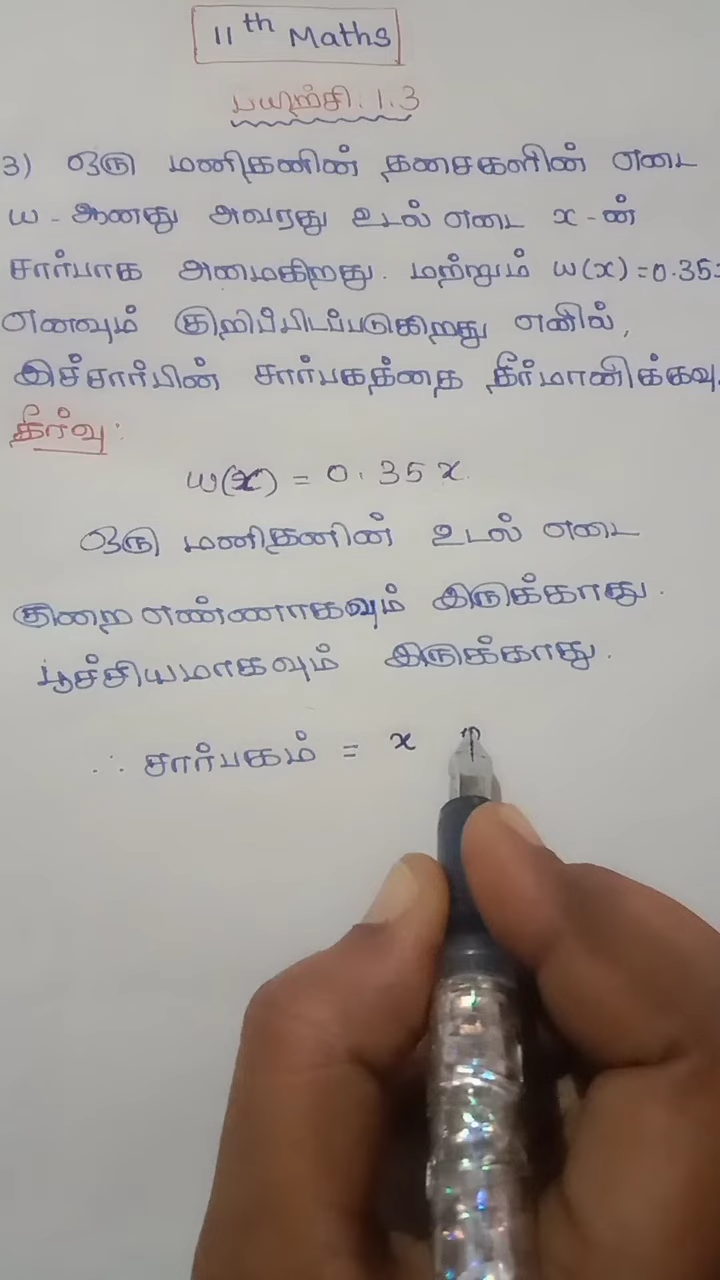 11th Maths
பயிற்சி. 1.3
3) ஒரு மனிதனின் தசைகளின் எடை
w - ஆனது அவரது உடல் எடை x - ன்
சார்பாக அமைகிறது. மற்றும் w(x) = 0.35
எனவும் குறிப்பிடப்படுகிறது எனில்,
இச்சார்பின் சார்பகத்தை தீர்மானிக்கவு.
தீர்வு :
w(x) = 0.35 x
ஒரு மனிதனின் உடல் எடை
குறை எண்ணாகவும் இருக்காது.
பூச்சியமாகவும் இருக்காது.
∴ சார்பகம் = x